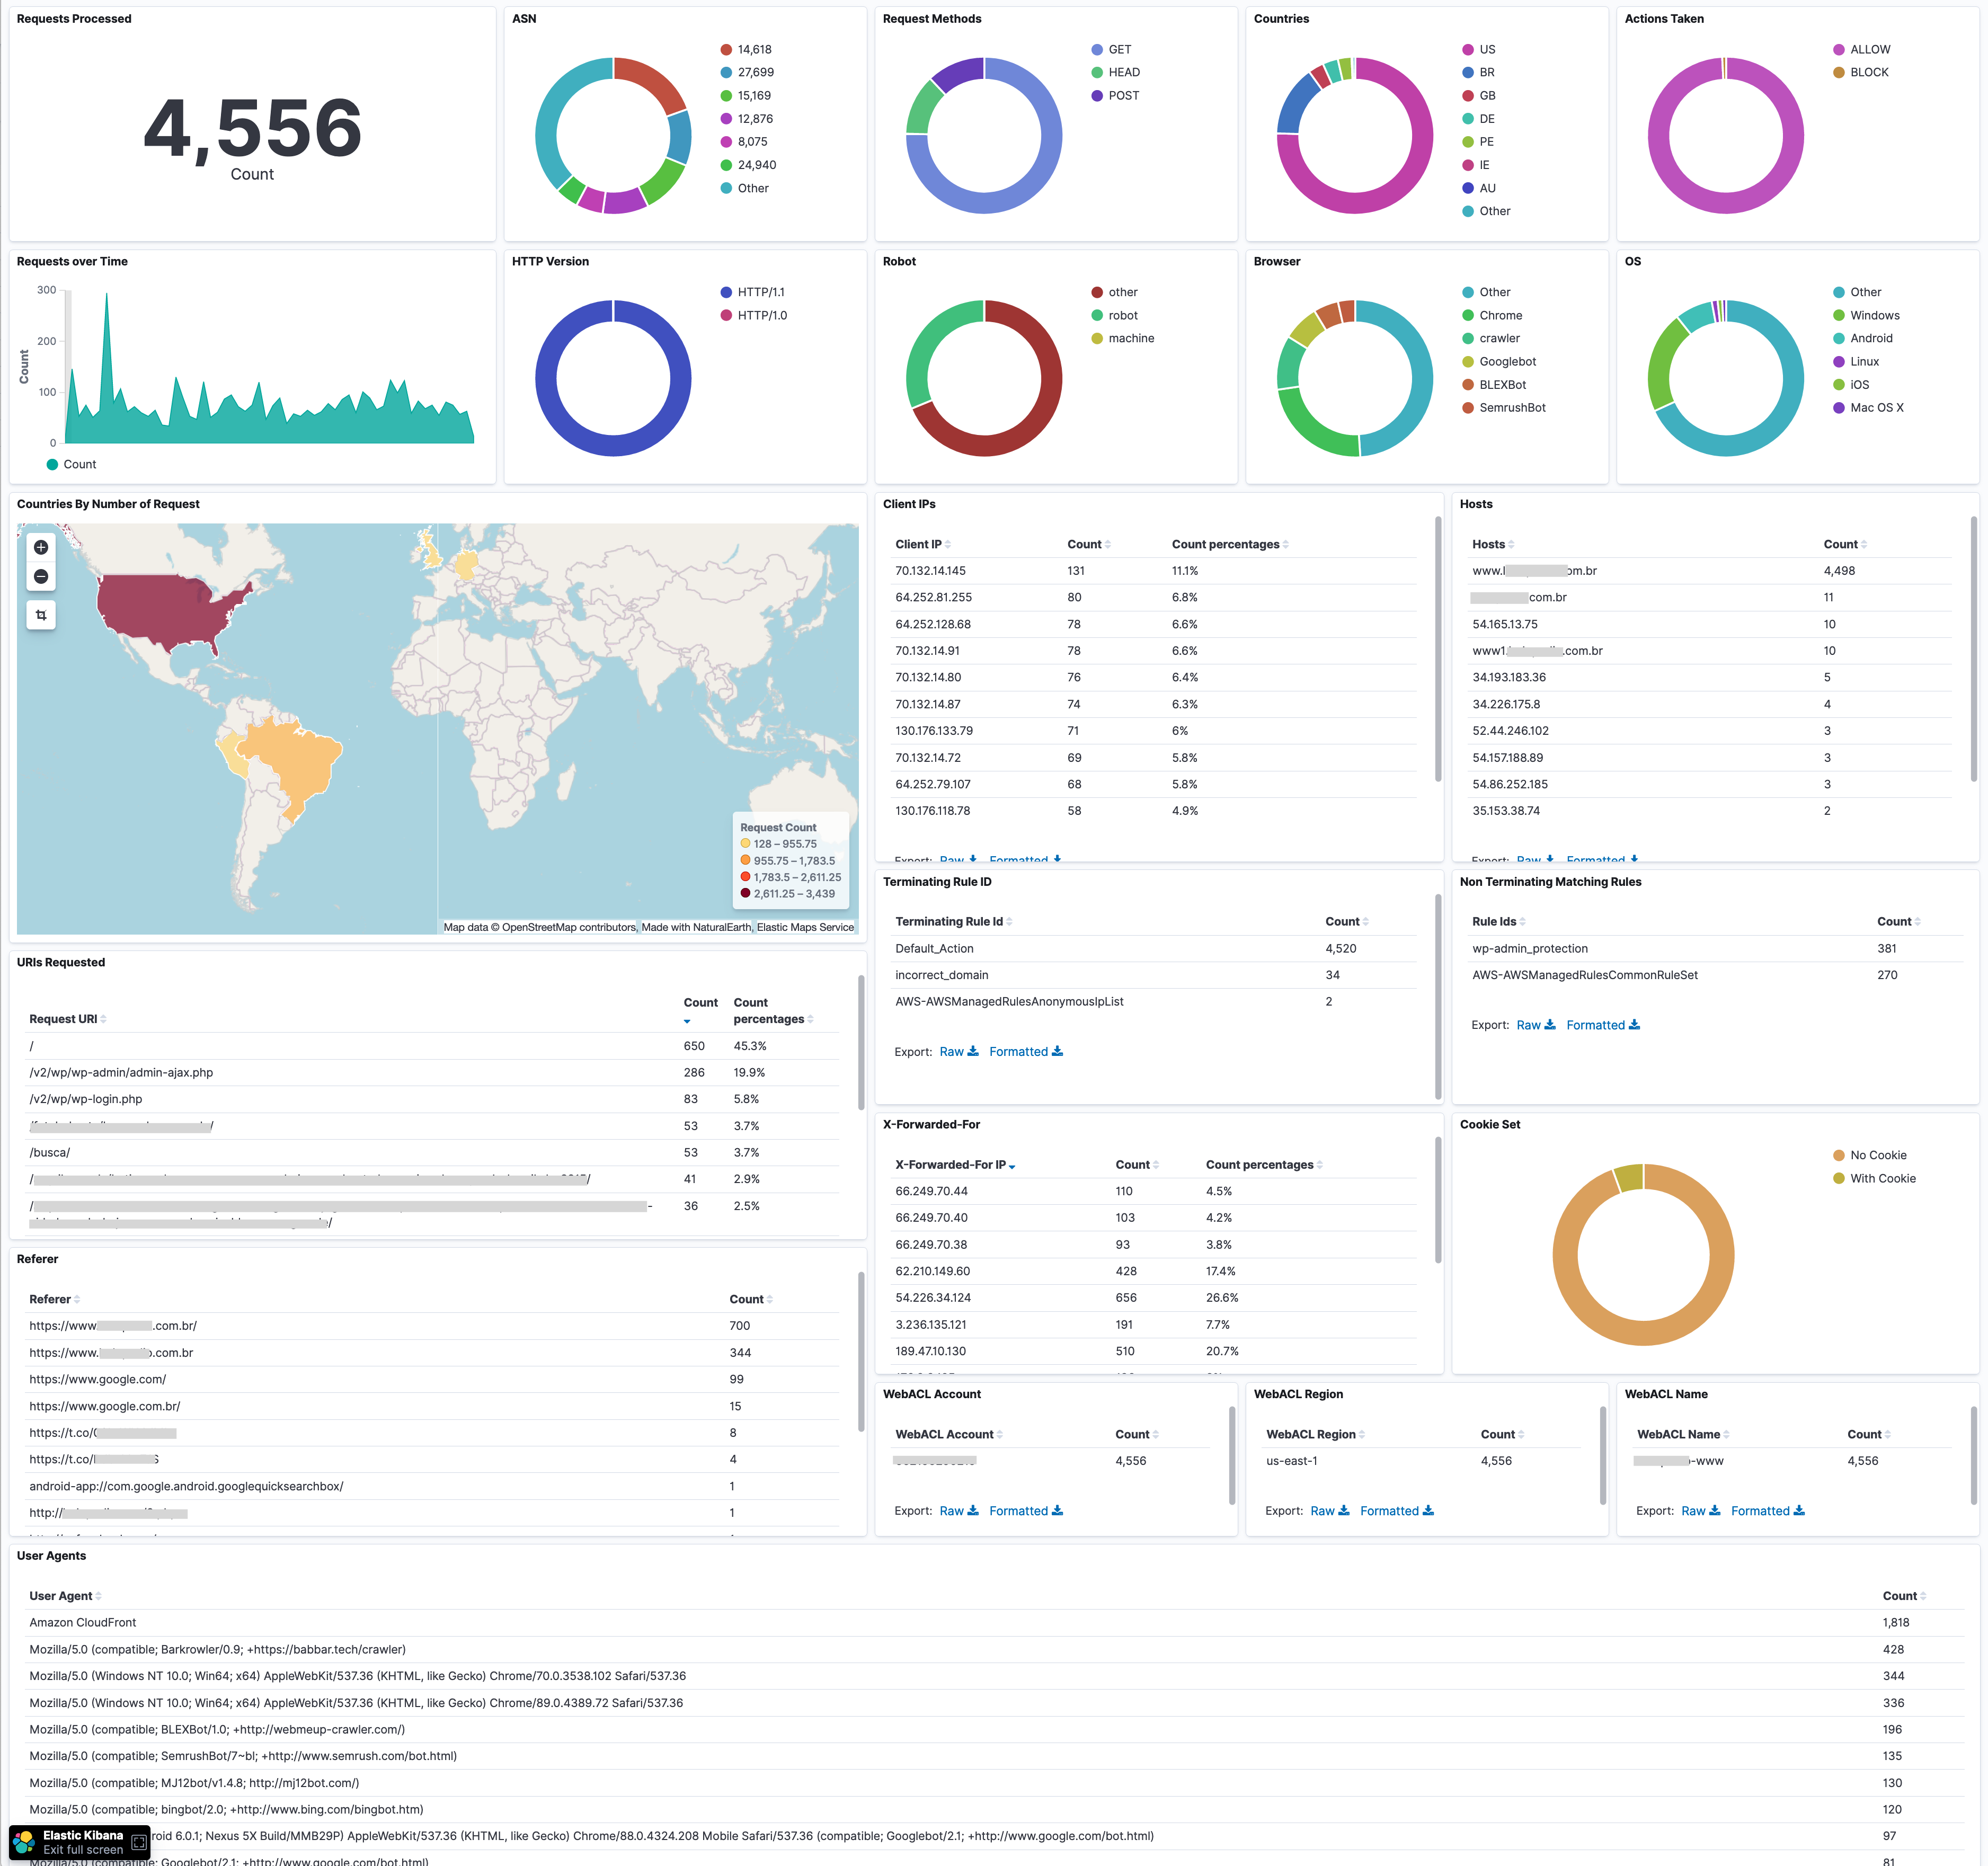 Requests Processed
4,556
Count
ASN
14,618
27,699
15,169
12,876
8,075
24,940
Other
Request Methods
GET
HEAD
POST
Countries
US
BR
GB
DE
PE
IE
AU
Other
Actions Taken
ALLOW
BLOCK
Requests over Time
300
200
100
0
Count
Count
HTTP Version
HTTP/1.1
HTTP/1.0
Robot
other
robot
machine
Browser
Other
Chrome
crawler
Googlebot
BLEXBot
SemrushBot
OS
Other
Windows
Android
Linux
iOS
Mac OS X
Countries By Number of Request
Request Count
128 – 955.75
955.75 – 1,783.5
1,783.5 – 2,611.25
2,611.25 – 3,439
Map data © OpenStreetMap contributors, Made with NaturalEarth, Elastic Maps Service
Client IPs
Client IP Count Count percentages
70.132.14.145 131 11.1%
64.252.81.255 80 6.8%
64.252.128.68 78 6.6%
70.132.14.91 78 6.6%
70.132.14.80 76 6.4%
70.132.14.87 74 6.3%
130.176.133.79 71 6%
70.132.14.72 69 5.8%
64.252.79.107 68 5.8%
130.176.118.78 58 4.9%
Export: Raw Formatted
Hosts
Hosts Count
www. om.br 4,498
com.br 11
54.165.13.75 10
www1. .com.br 10
34.193.183.36 5
34.226.175.8 4
52.44.246.102 3
54.157.188.89 3
54.86.252.185 3
35.153.38.74 2
Export: Raw Formatted
Terminating Rule ID
Terminating Rule Id Count
Default_Action 4,520
incorrect_domain 34
AWS-AWSManagedRulesAnonymousIpList 2
Export: Raw Formatted
Non Terminating Matching Rules
Rule Ids Count
wp-admin_protection 381
AWS-AWSManagedRulesCommonRuleSet 270
Export: Raw Formatted
URIs Requested
Request URI Count Count percentages
/ 650 45.3%
/v2/wp/wp-admin/admin-ajax.php 286 19.9%
/v2/wp/wp-login.php 83 5.8%
/ 53 3.7%
/busca/ 53 3.7%
/ / 41 2.9%
/ - 36 2.5%
/
X-Forwarded-For
X-Forwarded-For IP Count Count percentages
66.249.70.44 110 4.5%
66.249.70.40 103 4.2%
66.249.70.38 93 3.8%
62.210.149.60 428 17.4%
54.226.34.124 656 26.6%
3.236.135.121 191 7.7%
189.47.10.130 510 20.7%
Cookie Set
No Cookie
With Cookie
Referer
Referer Count
https://www .com.br/ 700
https://www. .com.br 344
https://www.google.com/ 99
https://www.google.com.br/ 15
https://t.co/ 8
https://t.co/ 4
android-app://com.google.android.googlequicksearchbox/ 1
http:// 1
WebACL Account
WebACL Account Count
4,556
Export: Raw Formatted
WebACL Region
WebACL Region Count
us-east-1 4,556
Export: Raw Formatted
WebACL Name
WebACL Name Count
-www 4,556
Export: Raw Formatted
User Agents
User Agent Count
Amazon CloudFront 1,818
Mozilla/5.0 (compatible; Barkrowler/0.9; +https://babbar.tech/crawler) 428
Mozilla/5.0 (Windows NT 10.0; Win64; x64) AppleWebKit/537.36 (KHTML, like Gecko) Chrome/70.0.3538.102 Safari/537.36 344
Mozilla/5.0 (Windows NT 10.0; Win64; x64) AppleWebKit/537.36 (KHTML, like Gecko) Chrome/89.0.4389.72 Safari/537.36 336
Mozilla/5.0 (compatible; BLEXBot/1.0; +http://webmeup-crawler.com/) 196
Mozilla/5.0 (compatible; SemrushBot/7~bl; +http://www.semrush.com/bot.html) 135
Mozilla/5.0 (compatible; MJ12bot/v1.4.8; http://mj12bot.com/) 130
Mozilla/5.0 (compatible; bingbot/2.0; +http://www.bing.com/bingbot.htm) 120
roid 6.0.1; Nexus 5X Build/MMB29P) AppleWebKit/537.36 (KHTML, like Gecko) Chrome/88.0.4324.208 Mobile Safari/537.36 (compatible; Googlebot/2.1; +http://www.google.com/bot.html) 97
Mozilla/5.0 (compatible; Googlebot/2.1; +http://www.google.com/bot.html) 81
Elastic Kibana
Exit full screen